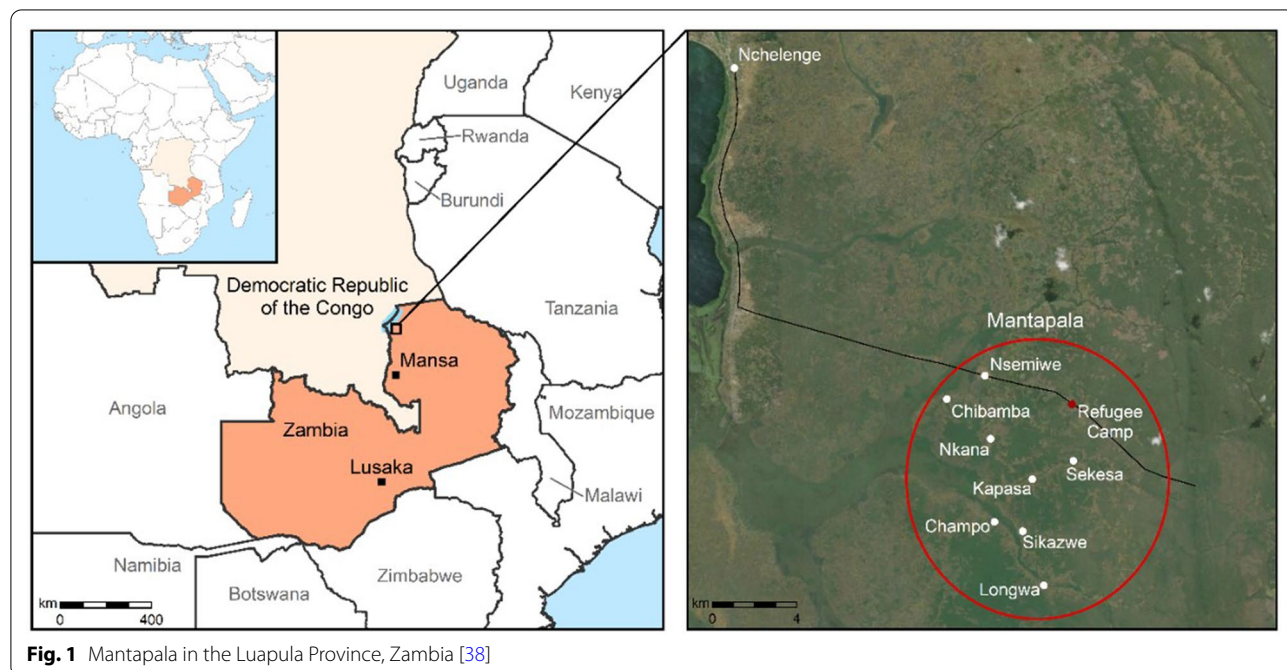 Uganda
Kenya
Rwanda
Burundi
Democratic Republic
of the Congo
Tanzania
Mansa
Angola
Zambia
Mozambique
Lusaka
Malawi
Namibia
Zimbabwe
Botswana
km
0 400
Nchelenge
Mantapala
Nsemiwe
Chibamba
Refugee
Camp
Nkana
Sekesa
Kapasa
Champo
Sikazwe
Longwa
km
0 4
Fig. 1 Mantapala in the Luapula Province, Zambia [38]